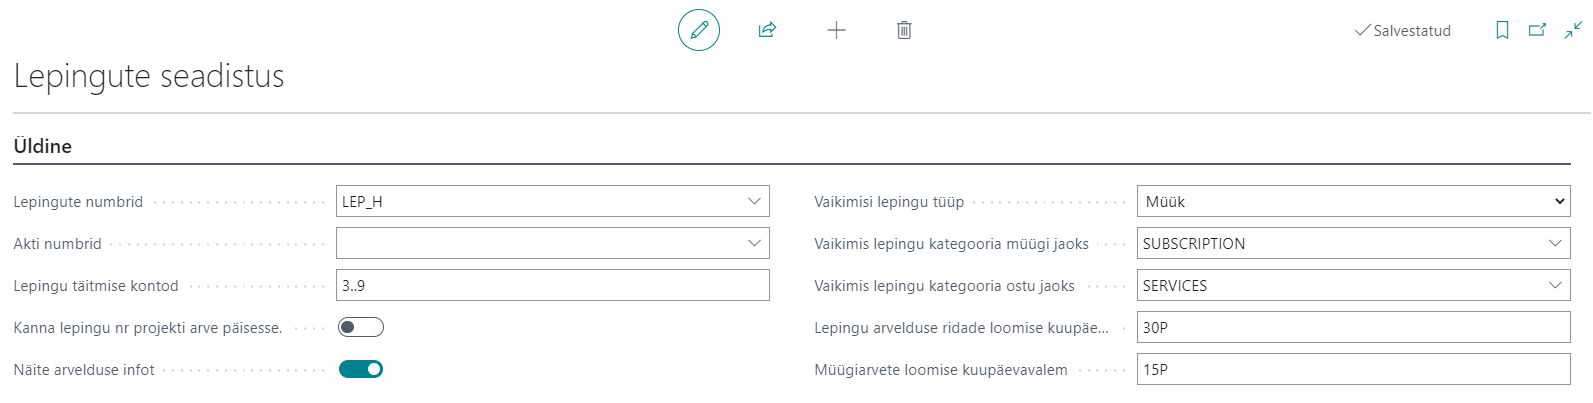 Salvestatud
Lepingute seadistus
Üldine
Lepingute numbrid LEP_H
Akti numbrid
Lepingu täitmise kontod 3..9
Kanna lepingu nr projekti arve päisesse.
Näite arvelduse infot
Vaikimisi lepingu tüüp Müük
Vaikimis lepingu kategooria müügi jaoks SUBSCRIPTION
Vaikimis lepingu kategooria ostu jaoks SERVICES
Lepingu arvelduse ridade loomise kuupäe... 30P
Müügiarvete loomise kuupäevavalem 15P